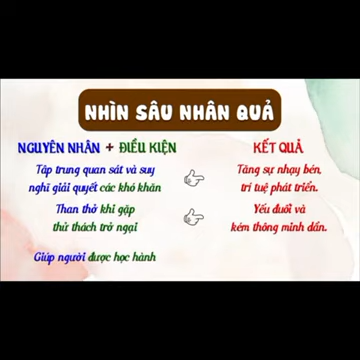 NHÌN SÂU NHÂN QUẢ
NGUYÊN NHÂN + ĐIỀU KIỆN
KẾT QUẢ
Tập trung quan sát và suy
nghĩ giải quyết các khó khăn
Tăng sự nhạy bén,
trí tuệ phát triển.
Than thở khi gặp
thử thách trở ngại
Yếu đuối và
kém thông minh dần.
Giúp người được học hành